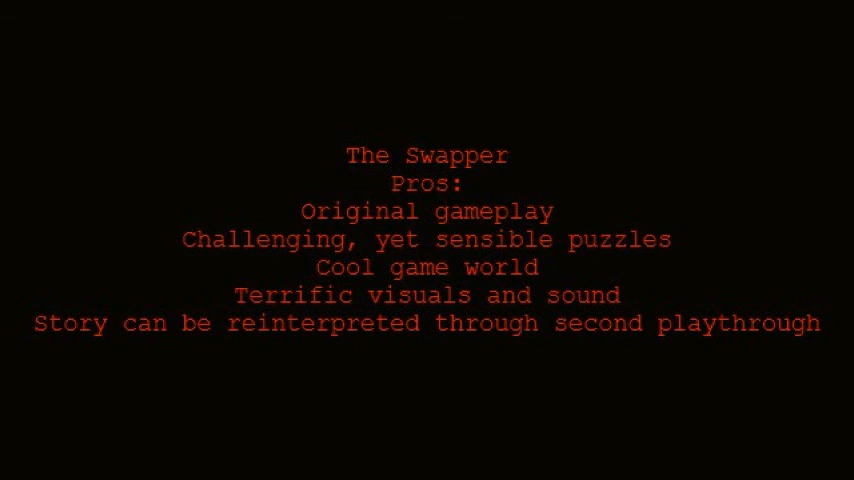 The Swapper
Pros:
Original gameplay
Challenging, yet sensible puzzles
Cool game world
Terrific visuals and sound
Story can be reinterpreted through second playthrough